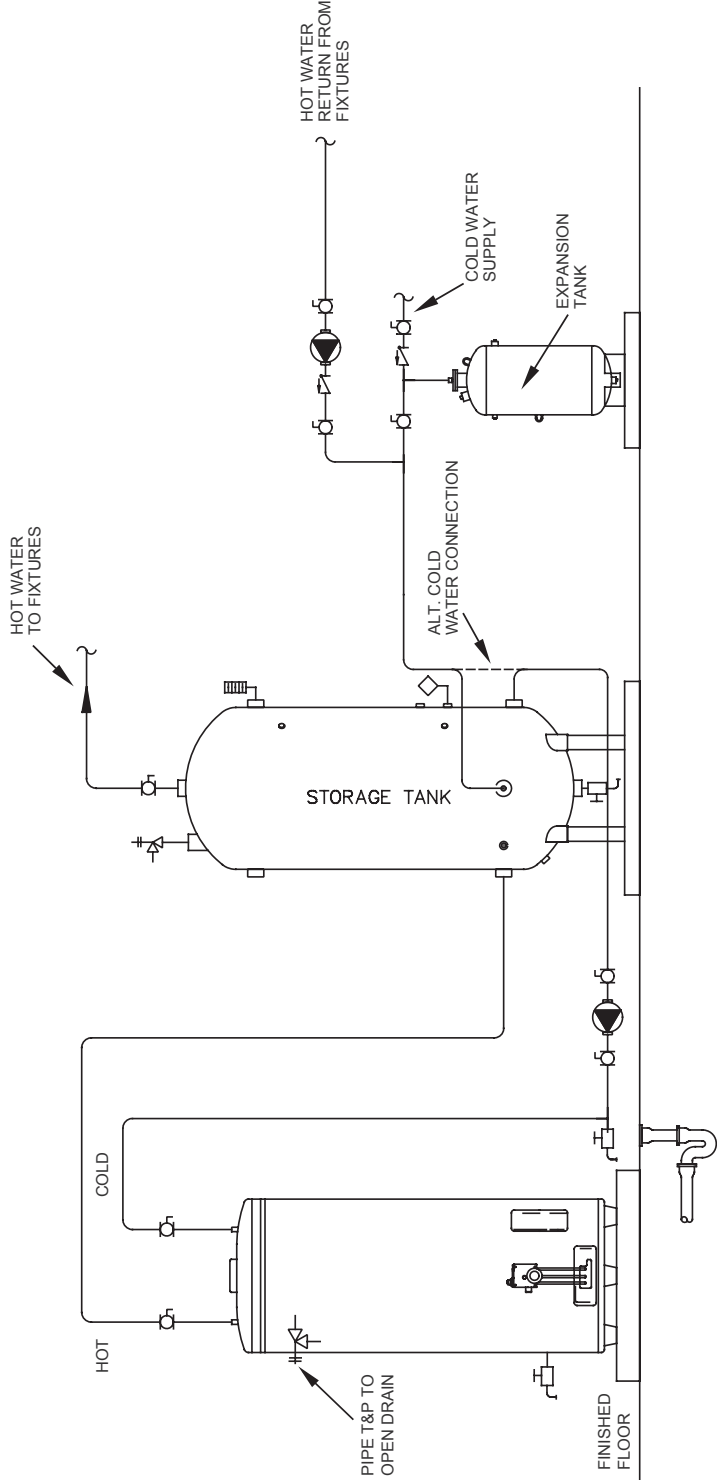 HOT
COLD
PIPE T&P TO
OPEN DRAIN
FINISHED
FLOOR
HOT WATER
TO FIXTURES
STORAGE TANK
ALT. COLD
WATER CONNECTION
HOT WATER
RETURN FROM
FIXTURES
COLD WATER
SUPPLY
EXPANSION
TANK